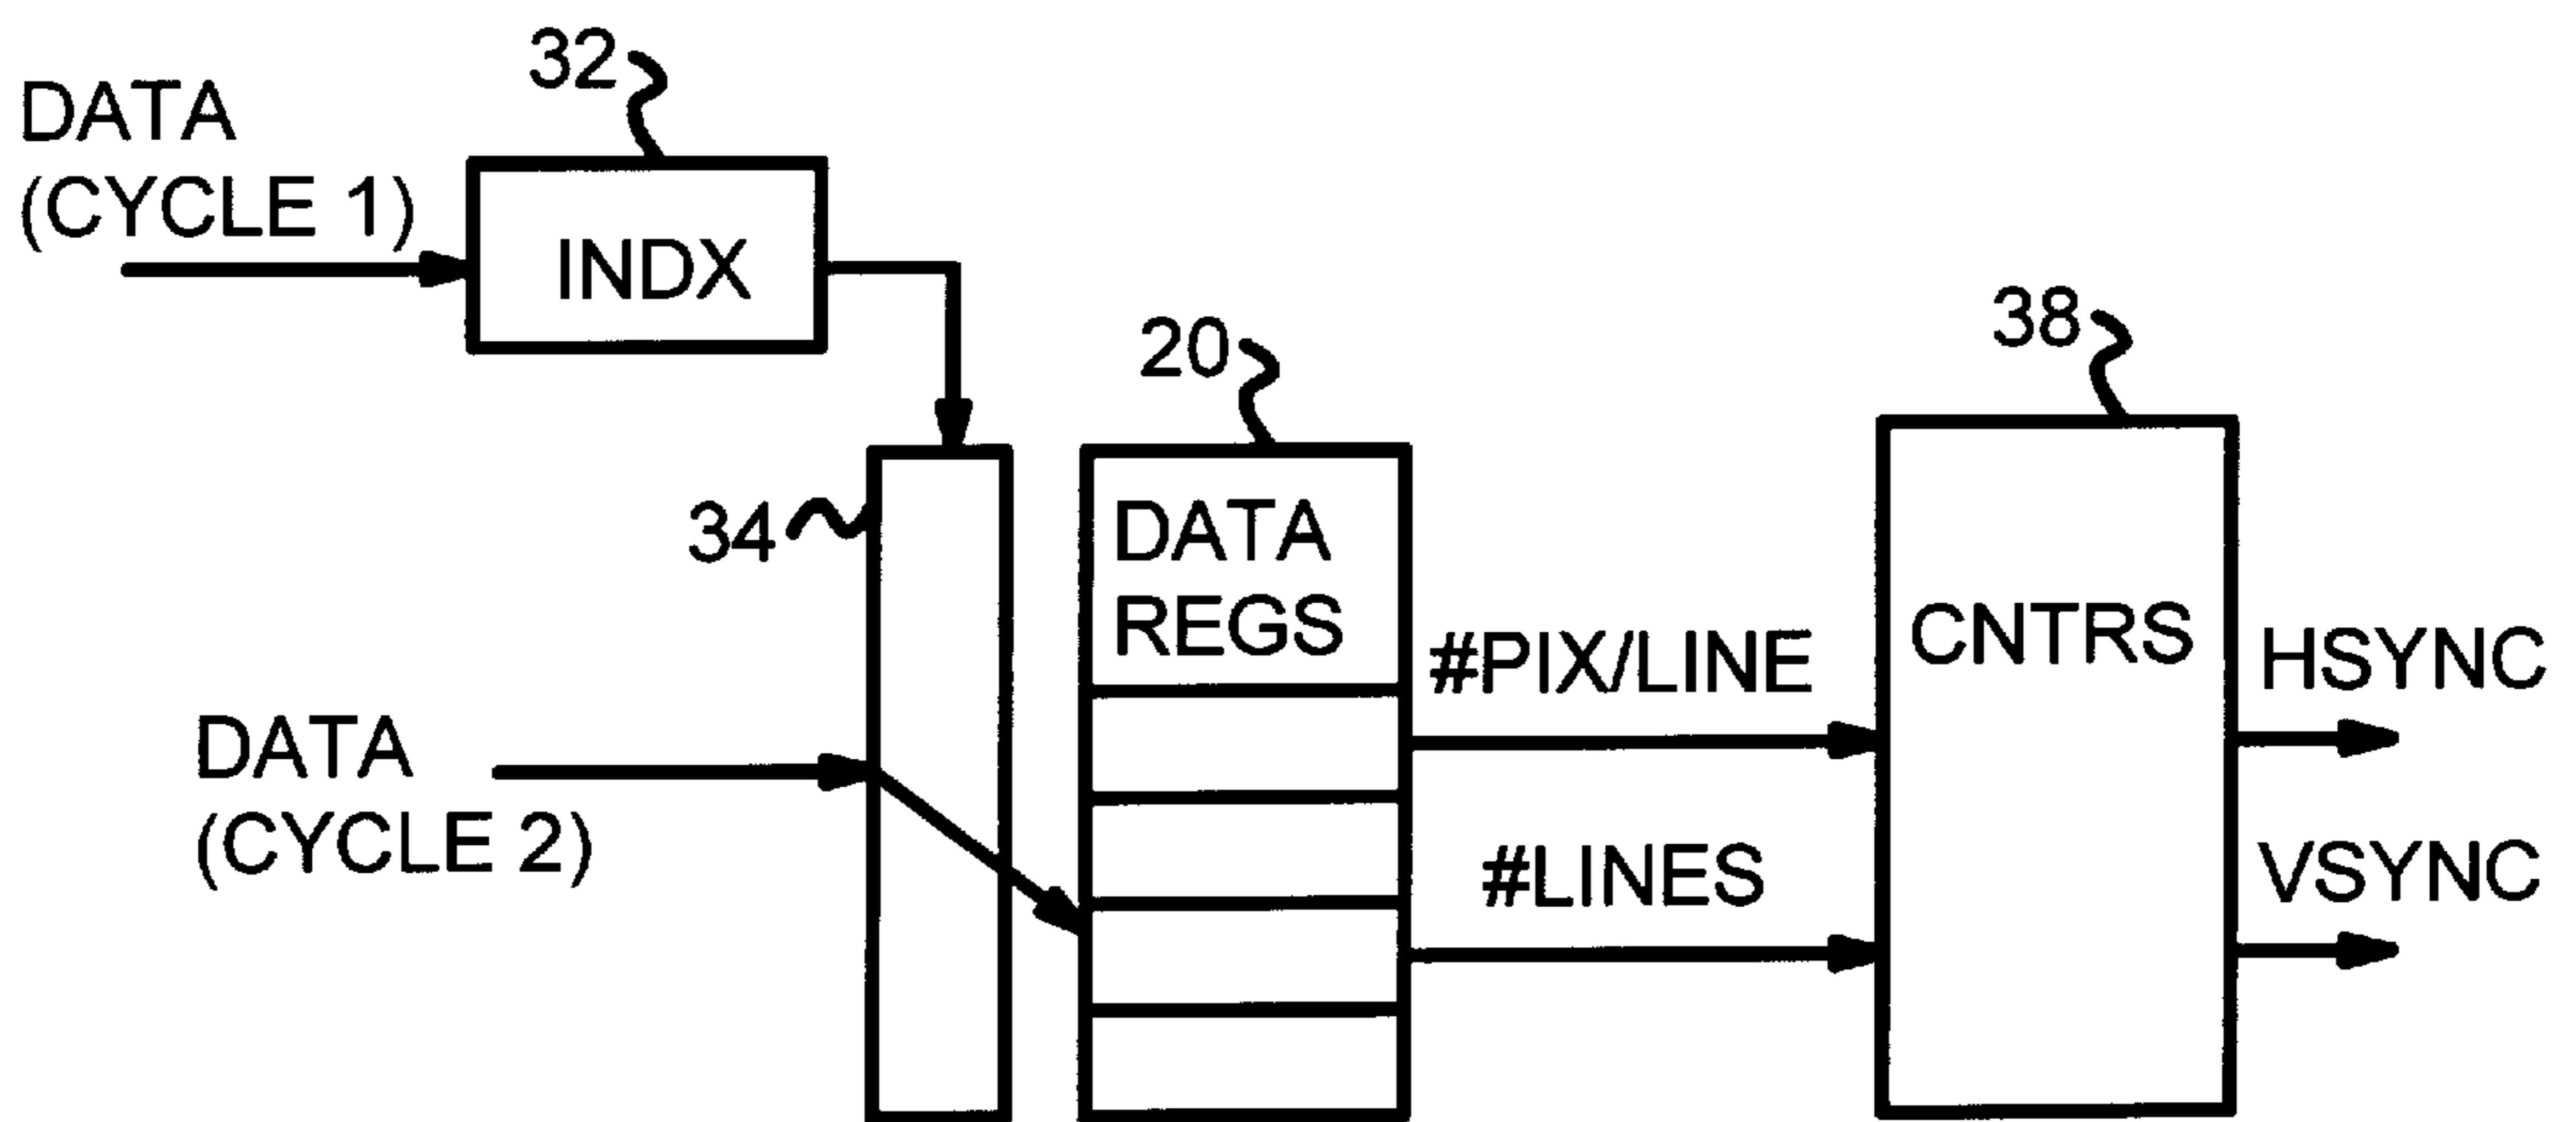 32
DATA
(CYCLE 1)
INDX
20
38
34
DATA
REGS
#PIX/LINE
CNTRS
HSYNC
DATA
(CYCLE 2)
#LINES
VSYNC